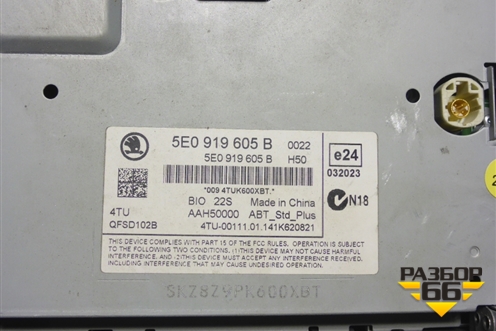 5E0 919 605 B 0022
5E0 919 605 B H50
e24
032023
*009 4TUK600XBT.*
BIO 22S Made in China
N18
4TU AAH50000 ABT_Std_Plus
QFSD102B 4TU-00111.01.141K620821
THIS DEVICE COMPLIES WITH PART 15 OF THE FCC RULES. OPERATION IS
SUBJECT TO THE FOLLOWING TWO CONDITIONS: (1)THIS DEVICE MAY NOT CAUSE
HARMFUL INTERFERENCE, AND (2)THIS DEVICE MUST ACCEPT ANY
INTERFERENCE RECEIVED, INCLUDING INTERFERENCE THAT MAY CAUSE
UNDESIRED OPERATION.
SKZ8Z9PK600XBT
РАЗБОР
66